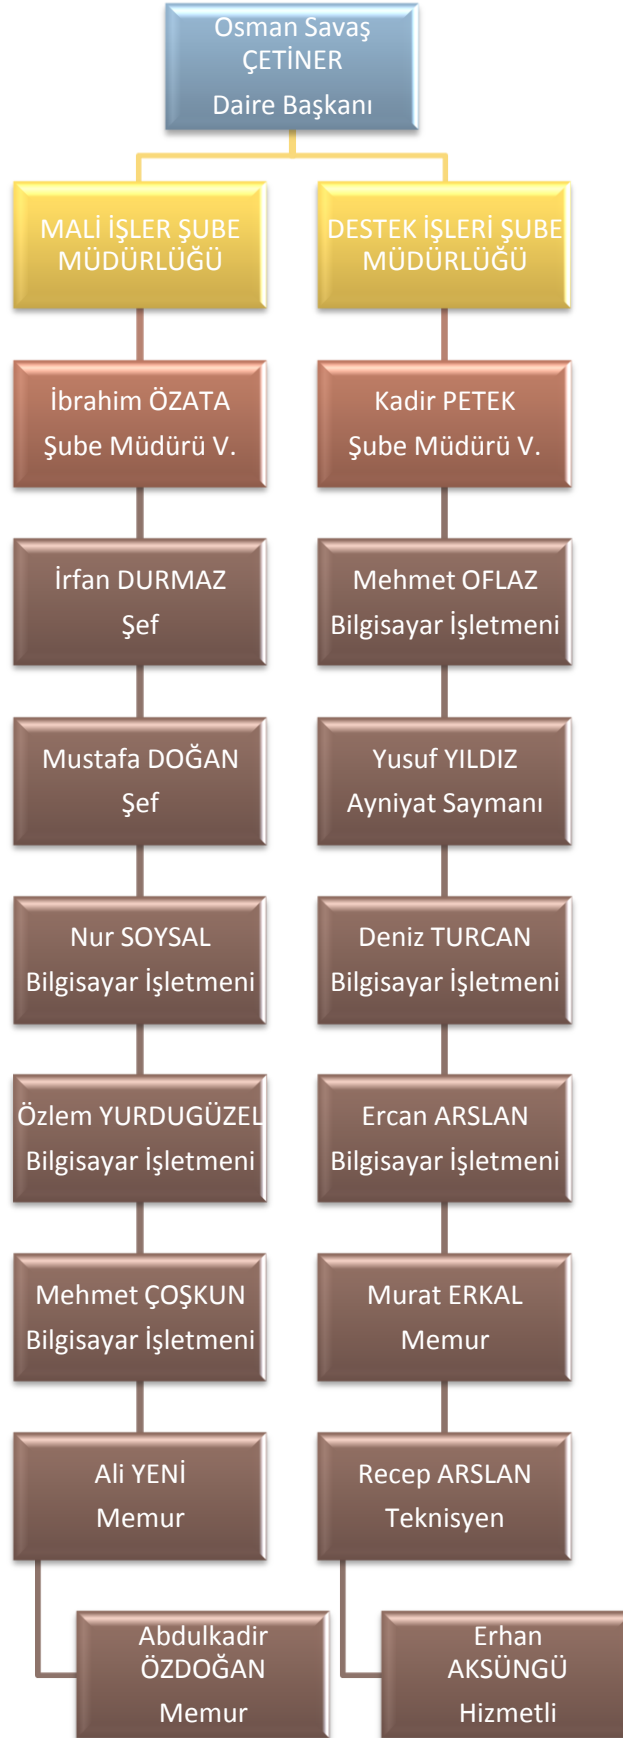 Osman Savaş
ÇETİNER
Daire Başkanı
MALİ İŞLER ŞUBE
MÜDÜRLÜĞÜ
DESTEK İŞLERİ ŞUBE
MÜDÜRLÜĞÜ
İbrahim ÖZATA
Şube Müdürü V.
Kadir PETEK
Şube Müdürü V.
İrfan DURMAZ
Şef
Mehmet OFLAZ
Bilgisayar İşletmeni
Mustafa DOĞAN
Şef
Yusuf YILDIZ
Ayniyat Saymanı
Nur SOYSAL
Bilgisayar İşletmeni
Deniz TURCAN
Bilgisayar İşletmeni
Özlem YURDUGÜZEL
Bilgisayar İşletmeni
Ercan ARSLAN
Bilgisayar İşletmeni
Mehmet ÇOŞKUN
Bilgisayar İşletmeni
Murat ERKAL
Memur
Ali YENİ
Memur
Recep ARSLAN
Teknisyen
Abdulkadir
ÖZDOĞAN
Memur
Erhan
AKSÜNGÜ
Hizmetli